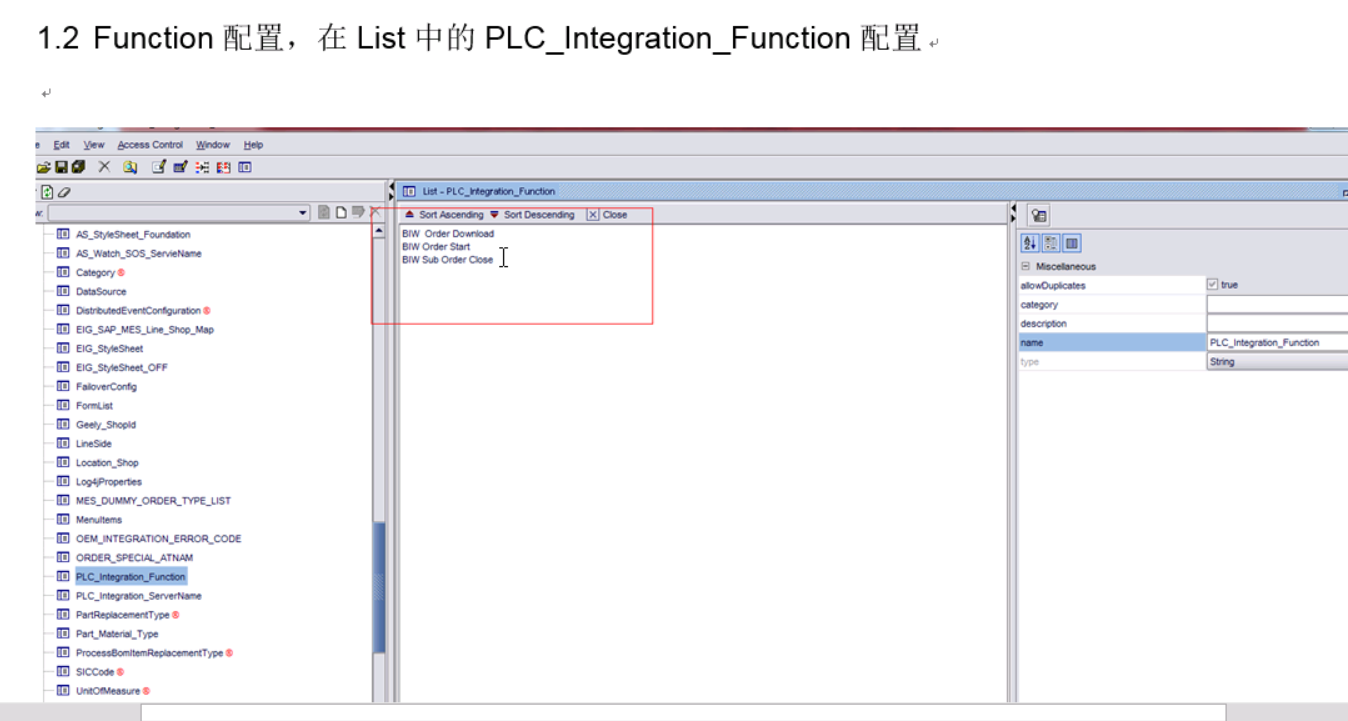 1.2 Function 配置，在 List 中的 PLC_Integration_Function 配置
Edit View Access Control Window Help
List - PLC_Integration_Function
Sort Ascending Sort Descending Close
BIW  Order Download
BIW Order Start
BIW Sub Order Close
AS_StyleSheet_Foundation
AS_Watch_SOS_ServieName
Category
DataSource
DistributedEventConfiguration
EIG_SAP_MES_Line_Shop_Map
EIG_StyleSheet
EIG_StyleSheet_OFF
FailoverConfig
FormList
Geely_ShopId
LineSide
Location_Shop
Log4jProperties
MES_DUMMY_ORDER_TYPE_LIST
MenuItems
OEM_INTEGRATION_ERROR_CODE
ORDER_SPECIAL_ATNAM
PLC_Integration_Function
PLC_Integration_ServerName
PartReplacementType
Part_Material_Type
ProcessBomItemReplacementType
SICCode
UnitOfMeasure
Miscellaneous
allowDuplicates true
category
description
name PLC_Integration_Function
type String